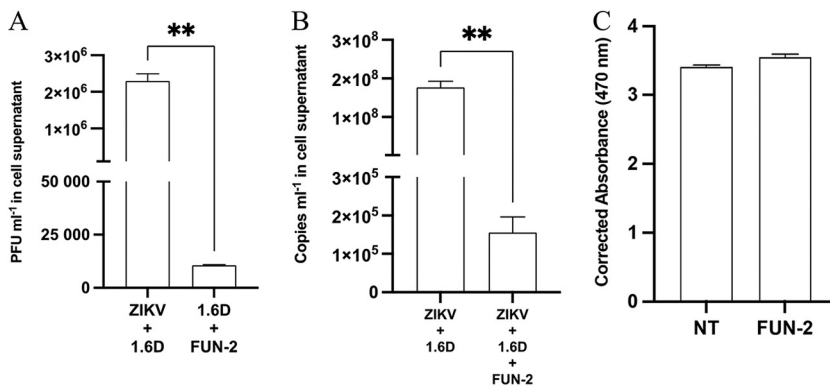 A
**
PFU ml⁻¹ in cell supernatant
3×10⁶
2×10⁶
1×10⁶
50 000
25 000
0
ZIKV
+
1.6D
1.6D
+
FUN-2
B
**
Copies ml⁻¹ in cell supernatant
3×10⁸
2×10⁸
1×10⁸
3×10⁵
2×10⁵
1×10⁵
0
ZIKV
+
1.6D
ZIKV
+
1.6D
+
FUN-2
C
Corrected Absorbance (470 nm)
4
3
2
1
0
NT
FUN-2